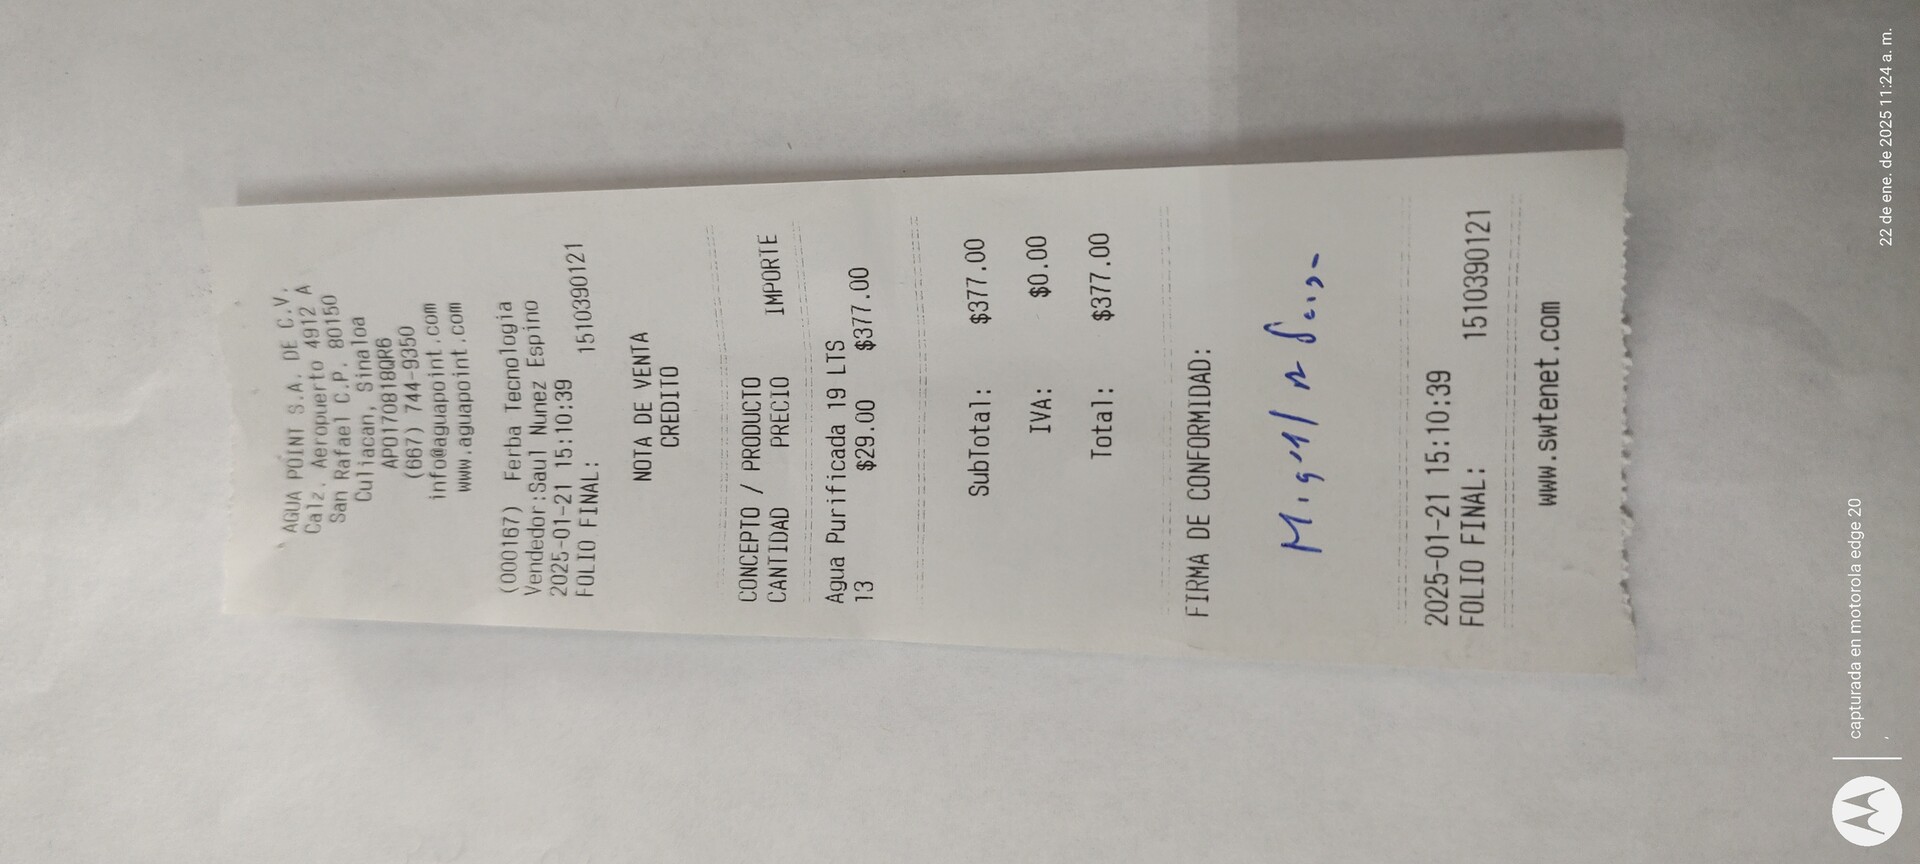 AGUA POINT S.A. DE C.V.
Calz. Aeropuerto 4912 A
San Rafael C.P. 80150
Culiacan, Sinaloa
APO170818QR6
(667) 744-9350
info@aguapoint.com
www.aguapoint.com
(000167) Ferba Tecnologia
Vendedor:Saul Nunez Espino
2025-01-21 15:10:39
FOLIO FINAL: 1510390121
NOTA DE VENTA
CREDITO
CONCEPTO / PRODUCTO
CANTIDAD PRECIO IMPORTE
Agua Purificada 19 LTS
13 $29.00 $377.00
SubTotal: $377.00
IVA: $0.00
Total: $377.00
FIRMA DE CONFORMIDAD:
Miguel
2025-01-21 15:10:39
FOLIO FINAL: 1510390121
www.swtenet.com
capturada en motorola edge 20
22 de ene. de 2025 11:24 a. m.